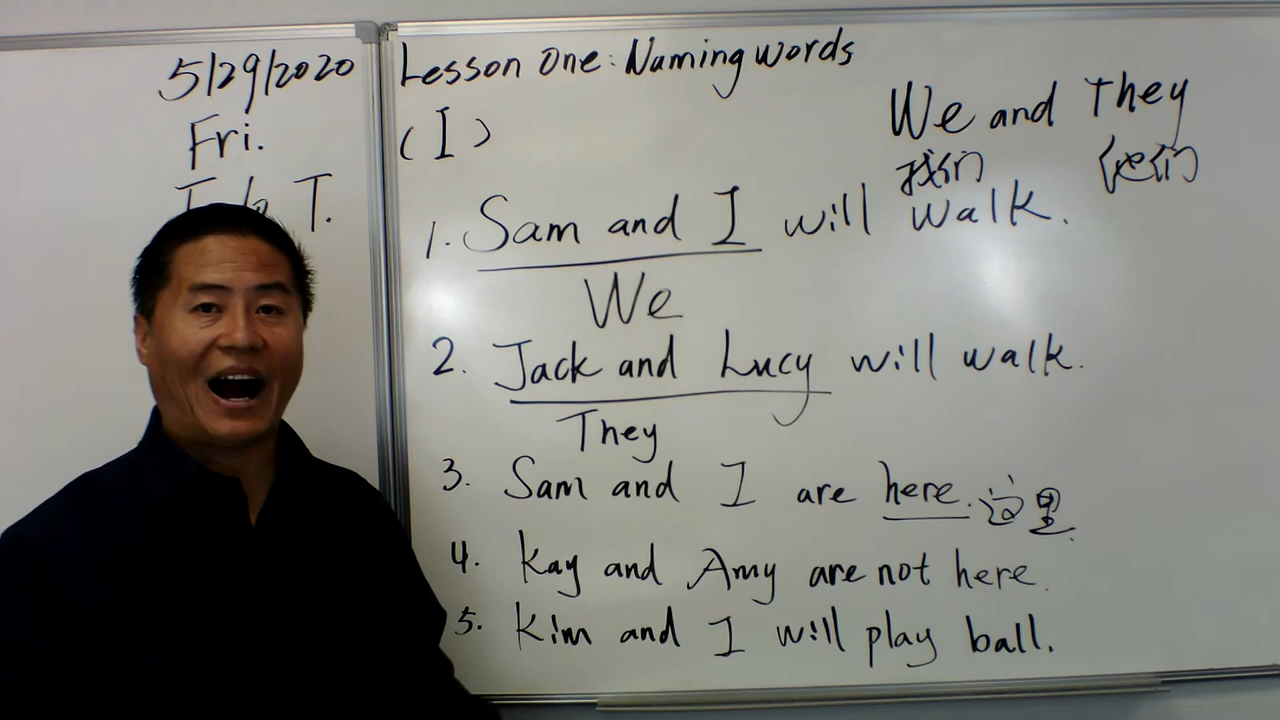 5/29/2020
Fri.
T.
Lesson One: Naming words
(I)
We and They
我们 他们
1. Sam and I will walk.
We
2. Jack and Lucy will walk.
They
3. Sam and I are here. 这里
4. Kay and Amy are not here.
5. Kim and I will play ball.